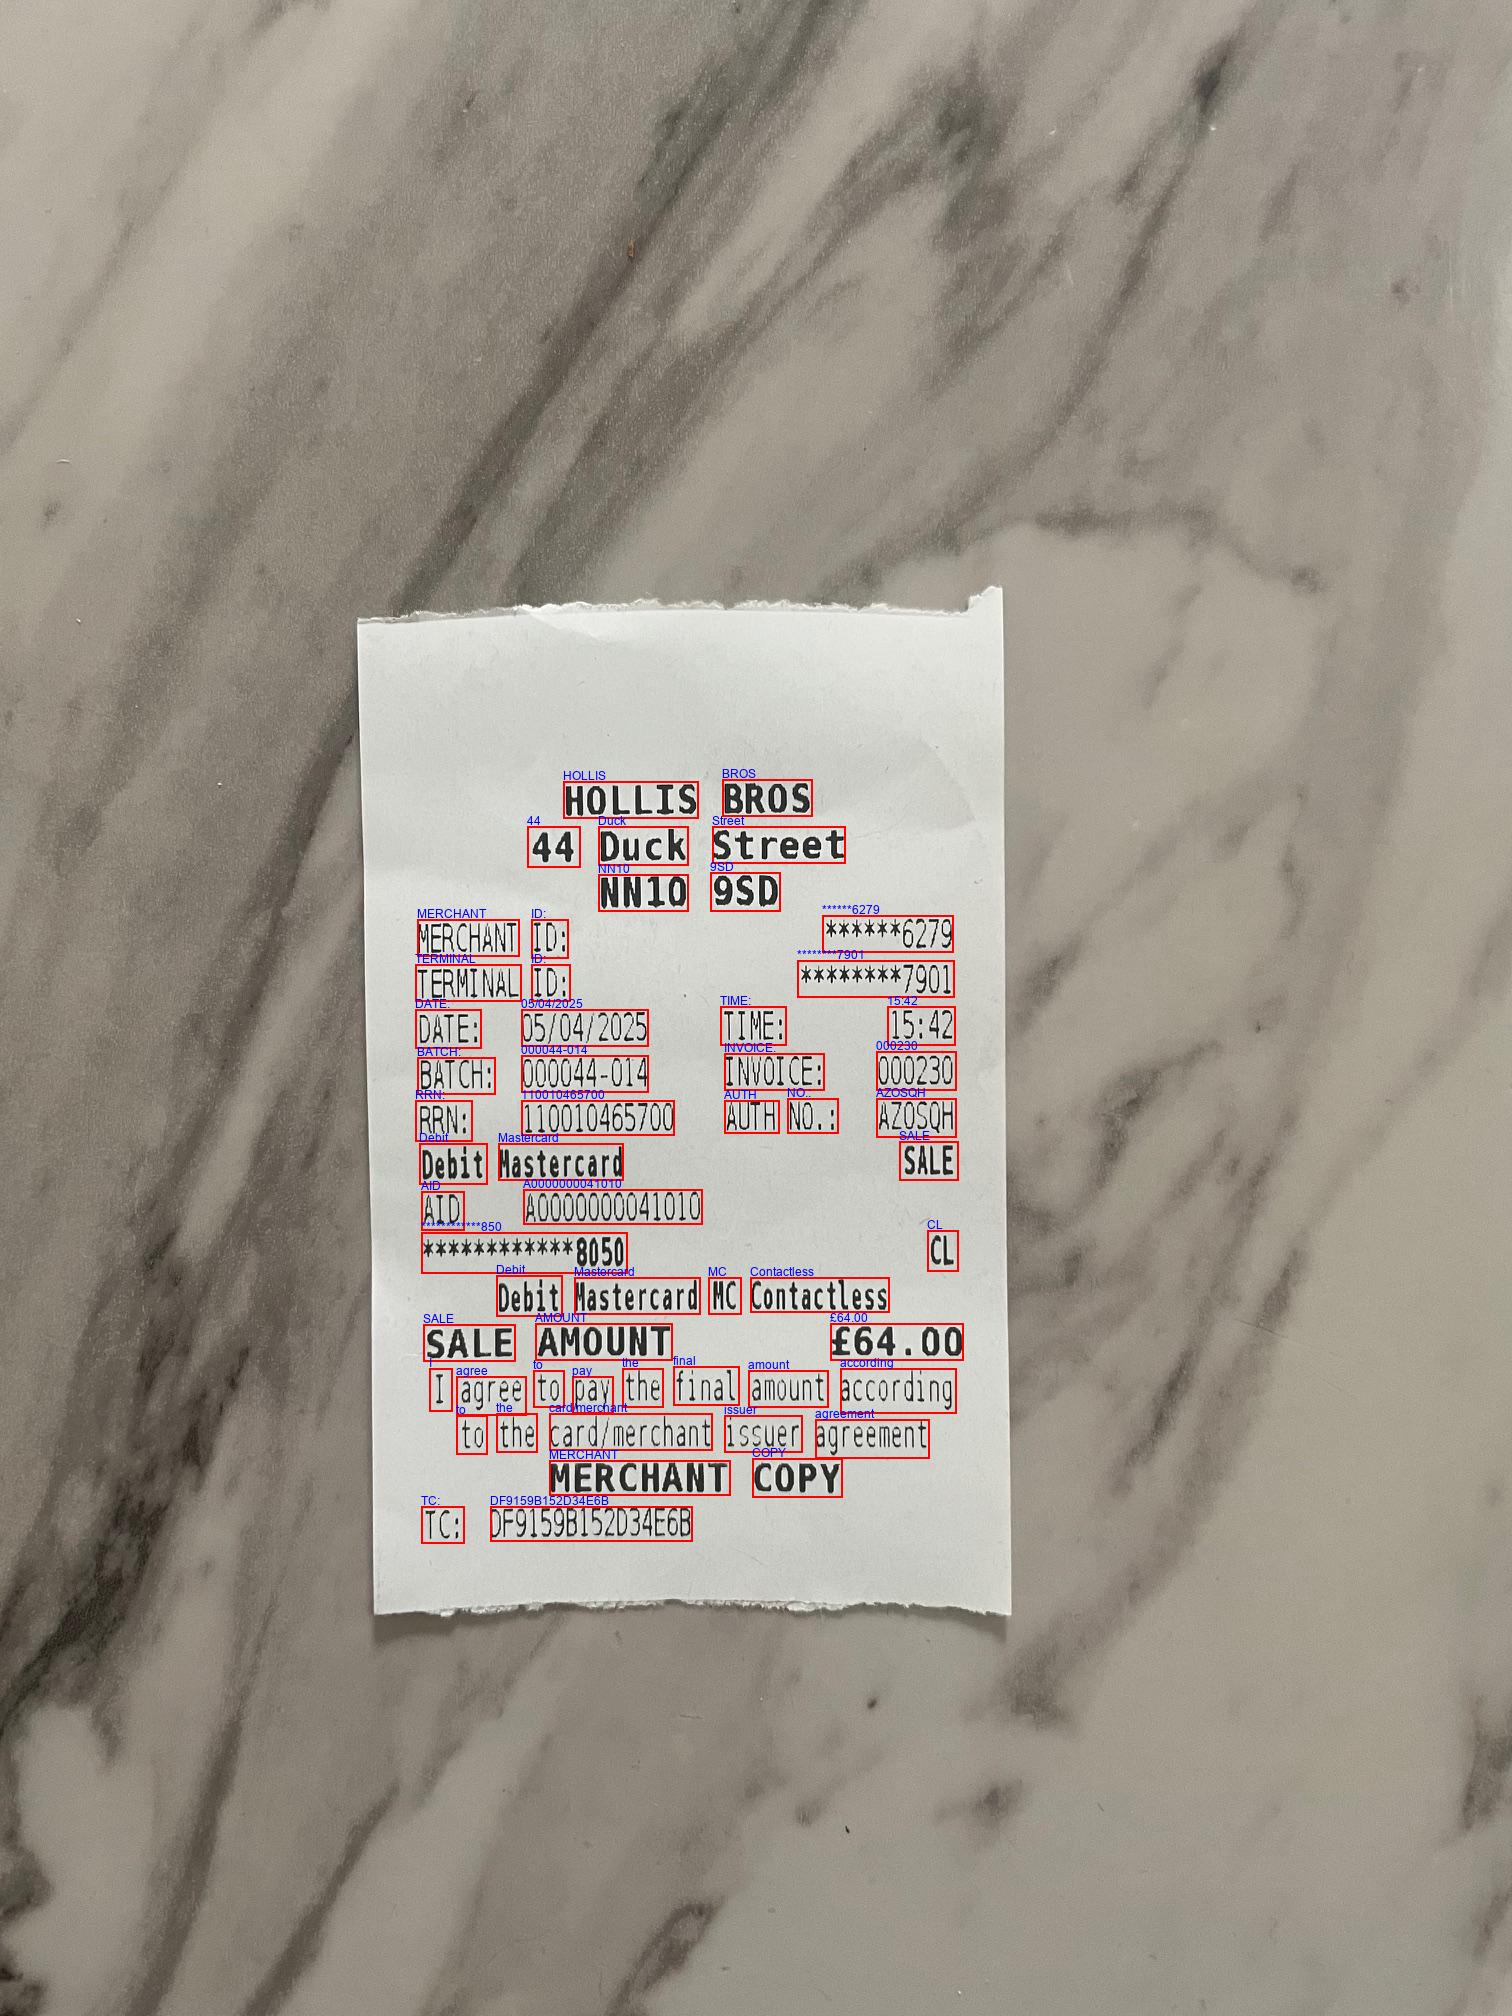 HOLLIS BROS
44 Duck Street
NN10 9SD
MERCHANT ID: ******6279
TERMINAL ID: ********7901
DATE: 05/04/2025 TIME: 15:42
BATCH: 000044-014 INVOICE: 000230
RRN: 110010465700 AUTH NO.: AZOSQH
Debit Mastercard SALE
AID A0000000041010
************8050 CL
Debit Mastercard MC Contactless
SALE AMOUNT £64.00
I agree to pay the final amount according
to the card/merchant issuer agreement
MERCHANT COPY
TC: DF9159B152D34E6B